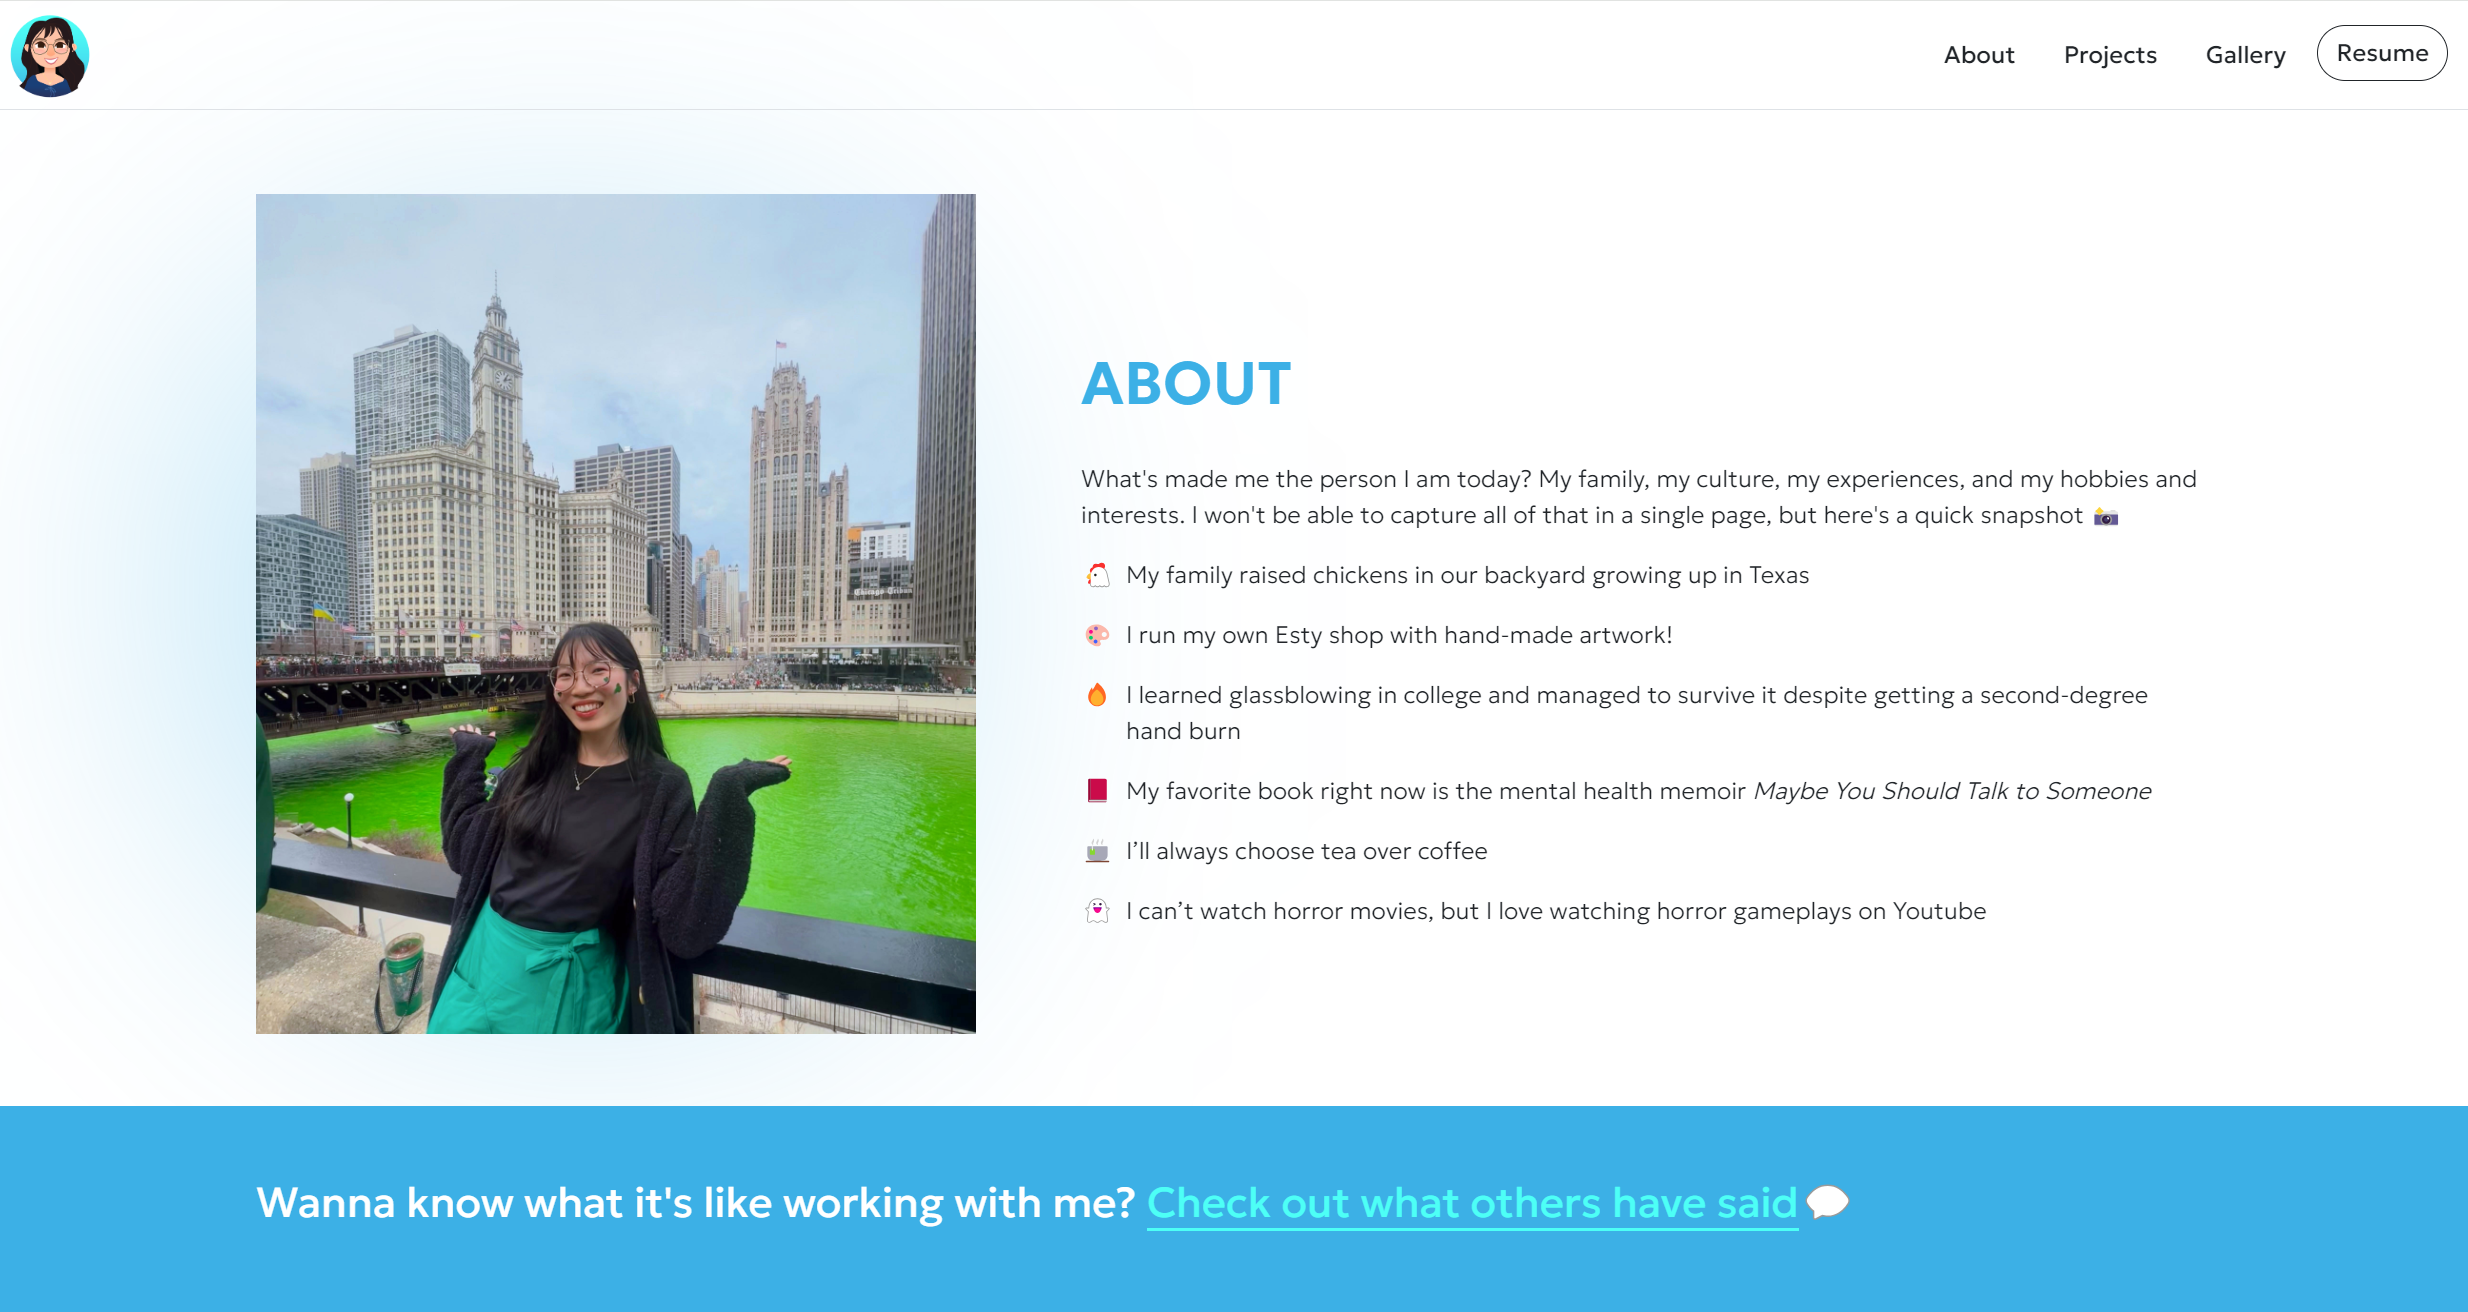 About Projects Gallery Resume
Chicago Tribun
ABOUT
What's made me the person I am today? My family, my culture, my experiences, and my hobbies and
interests. I won't be able to capture all of that in a single page, but here's a quick snapshot 📷
🐔 My family raised chickens in our backyard growing up in Texas
🎨 I run my own Esty shop with hand-made artwork!
🔥 I learned glassblowing in college and managed to survive it despite getting a second-degree
hand burn
📕 My favorite book right now is the mental health memoir Maybe You Should Talk to Someone
🍵 I’ll always choose tea over coffee
👻 I can’t watch horror movies, but I love watching horror gameplays on Youtube
Wanna know what it's like working with me? Check out what others have said 💬